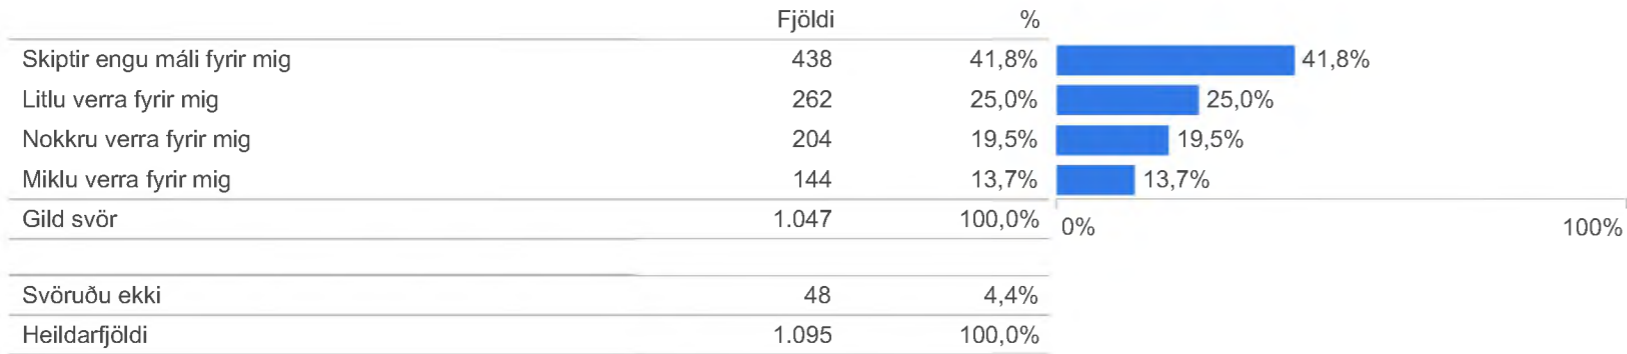 Fjöldi %
Skiptir engu máli fyrir mig 438 41,8% 41,8%
Litlu verra fyrir mig 262 25,0% 25,0%
Nokkru verra fyrir mig 204 19,5% 19,5%
Miklu verra fyrir mig 144 13,7% 13,7%
Gild svör 1.047 100,0% 0% 100%
Svöruðu ekki 48 4,4%
Heildarfjöldi 1.095 100,0%